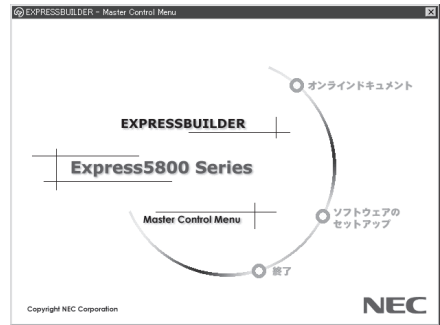 EXPRESSBUILDER - Master Control Menu
オンラインドキュメント
EXPRESSBUILDER
Express5800 Series
ソフトウェアの
セットアップ
Master Control Menu
終了
Copyright NEC Corporation
NEC